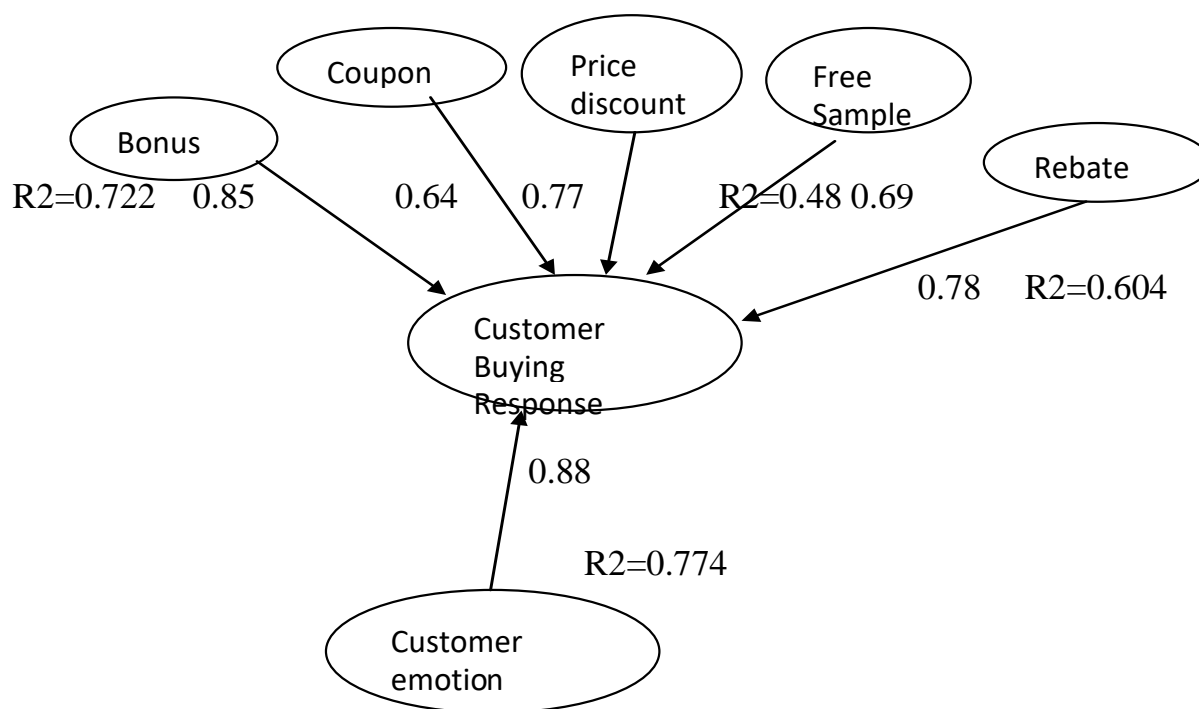 Coupon
Price
discount
Free
Sample
Bonus
Rebate
R2=0.722 0.85 0.64 0.77 R2=0.48 0.69
0.78 R2=0.604
Customer
Buying
Response
0.88
R2=0.774
Customer
emotion